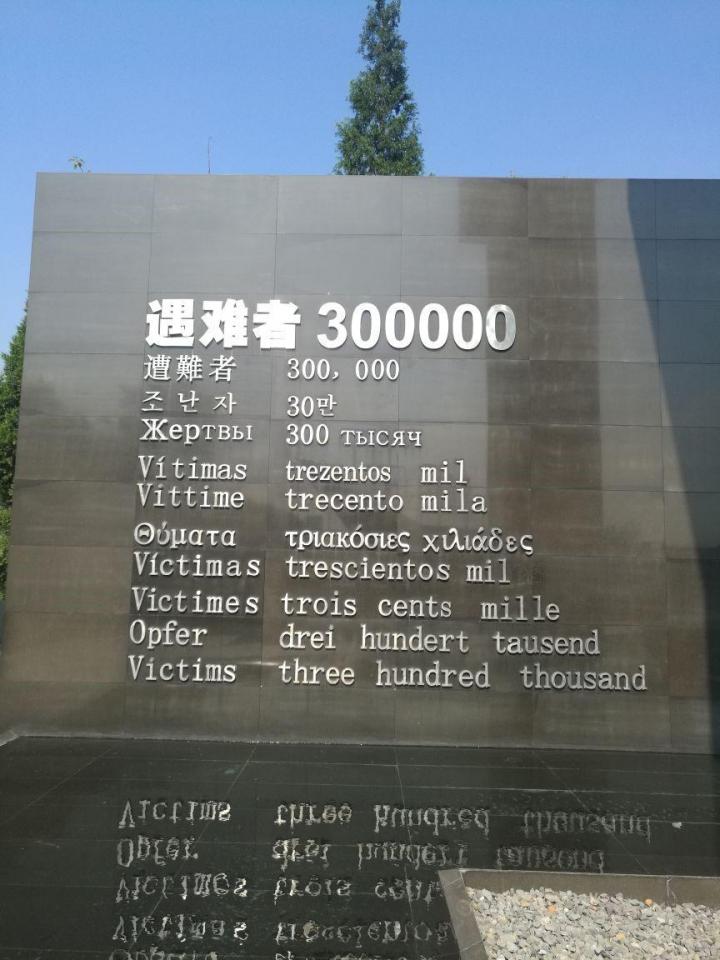 遇难者 300000
遭難者 300,000
조난자 30만
Жертвы 300 тысяч
Vítimas trezentos mil
Vittime trecento mila
Θύματα τριακόσιες χιλιάδες
Víctimas trescientos mil
Victimes trois cents mille
Opfer drei hundert tausend
Victims three hundred thousand